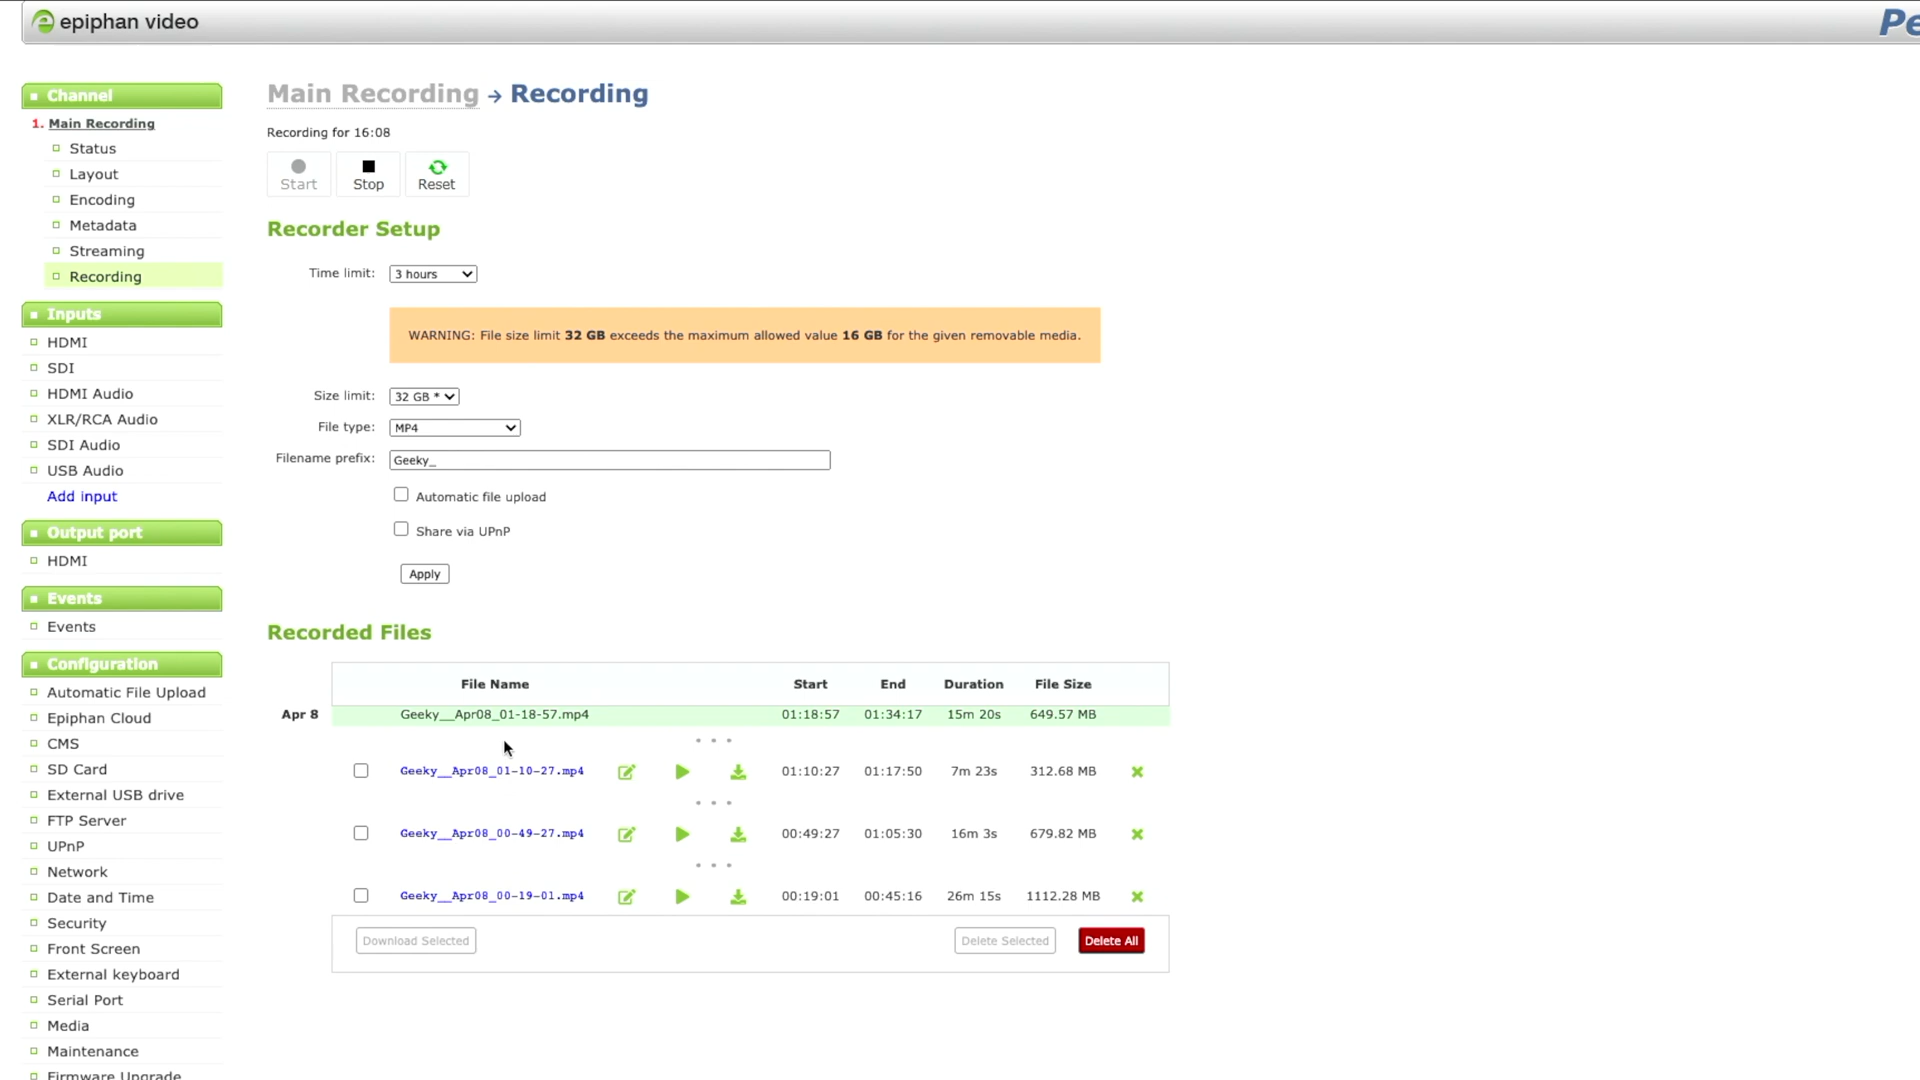 epiphan video
Pe
Channel
1. Main Recording
Status
Layout
Encoding
Metadata
Streaming
Recording
Inputs
HDMI
SDI
HDMI Audio
XLR/RCA Audio
SDI Audio
USB Audio
Add input
Output port
HDMI
Events
Events
Configuration
Automatic File Upload
Epiphan Cloud
CMS
SD Card
External USB drive
FTP Server
UPnP
Network
Date and Time
Security
Front Screen
External keyboard
Serial Port
Media
Maintenance
Firmware Upgrade
Main Recording → Recording
Recording for 16:08
Start Stop Reset
Recorder Setup
Time limit: 3 hours
WARNING: File size limit 32 GB exceeds the maximum allowed value 16 GB for the given removable media.
Size limit: 32 GB *
File type: MP4
Filename prefix: Geeky_
Automatic file upload
Share via UPnP
Apply
Recorded Files
File Name Start End Duration File Size
Apr 8 Geeky__Apr08_01-18-57.mp4 01:18:57 01:34:17 15m 20s 649.57 MB
Geeky__Apr08_01-10-27.mp4 01:10:27 01:17:50 7m 23s 312.68 MB
Geeky__Apr08_00-49-27.mp4 00:49:27 01:05:30 16m 3s 679.82 MB
Geeky__Apr08_00-19-01.mp4 00:19:01 00:45:16 26m 15s 1112.28 MB
Download Selected Delete Selected Delete All